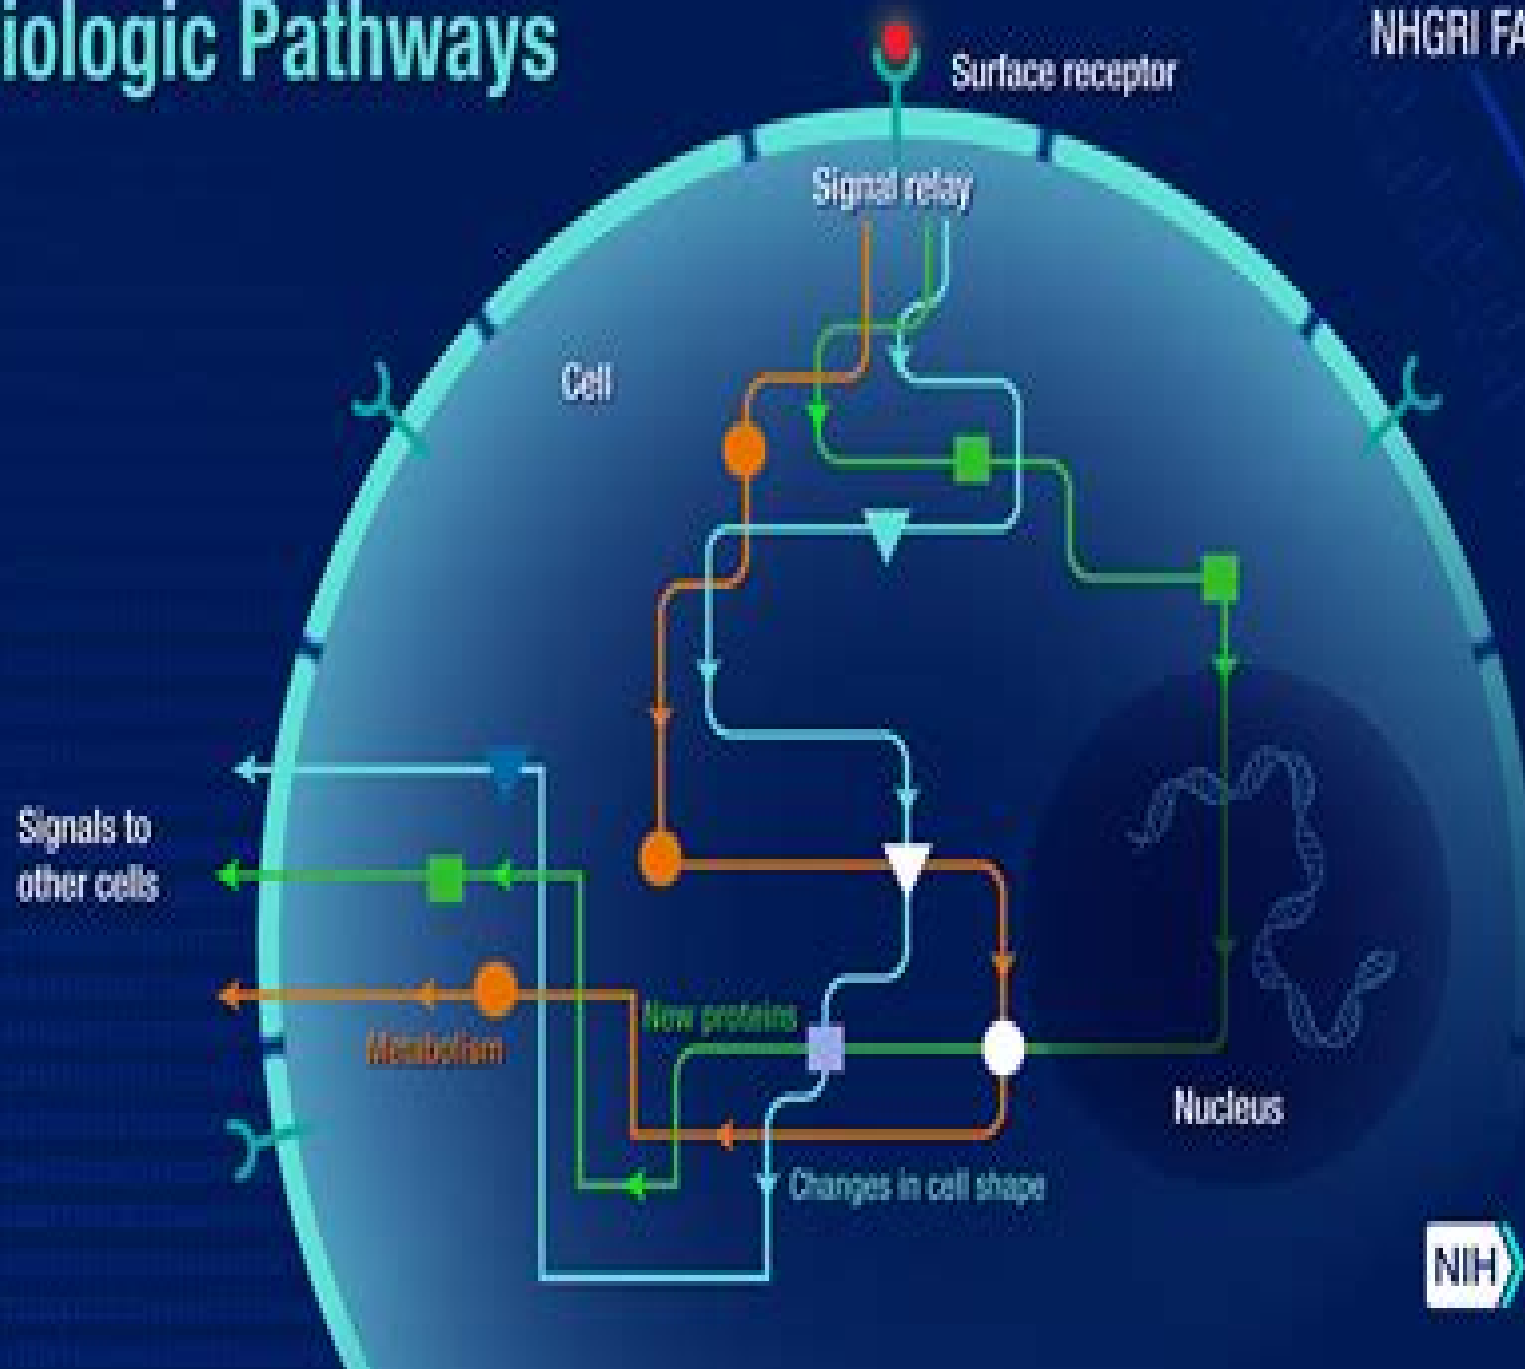 iologic Pathways
NHGRI FA
Surface receptor
Signal relay
Cell
Signals to
other cells
New proteins
Metabolism
Nucleus
Changes in cell shape
NIH